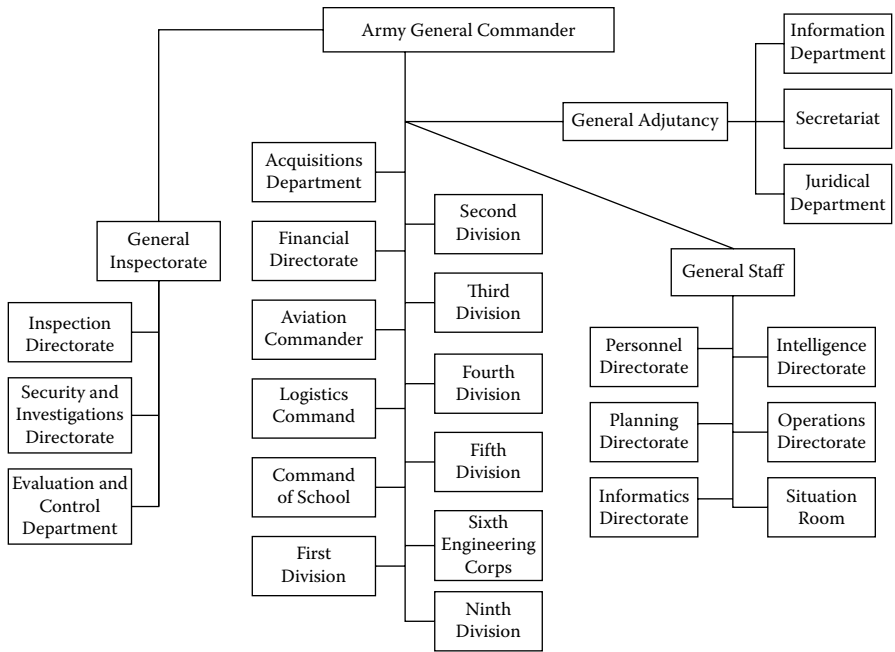 Army General Commander
Information
Department
General Adjutancy
Secretariat
Juridical
Department
General
Inspectorate
Inspection
Directorate
Security and
Investigations
Directorate
Evaluation and
Control
Department
Acquisitions
Department
Financial
Directorate
Aviation
Commander
Logistics
Command
Command
of School
First
Division
Second
Division
Third
Division
Fourth
Division
Fifth
Division
Sixth
Engineering
Corps
Ninth
Division
General Staff
Personnel
Directorate
Planning
Directorate
Informatics
Directorate
Intelligence
Directorate
Operations
Directorate
Situation
Room